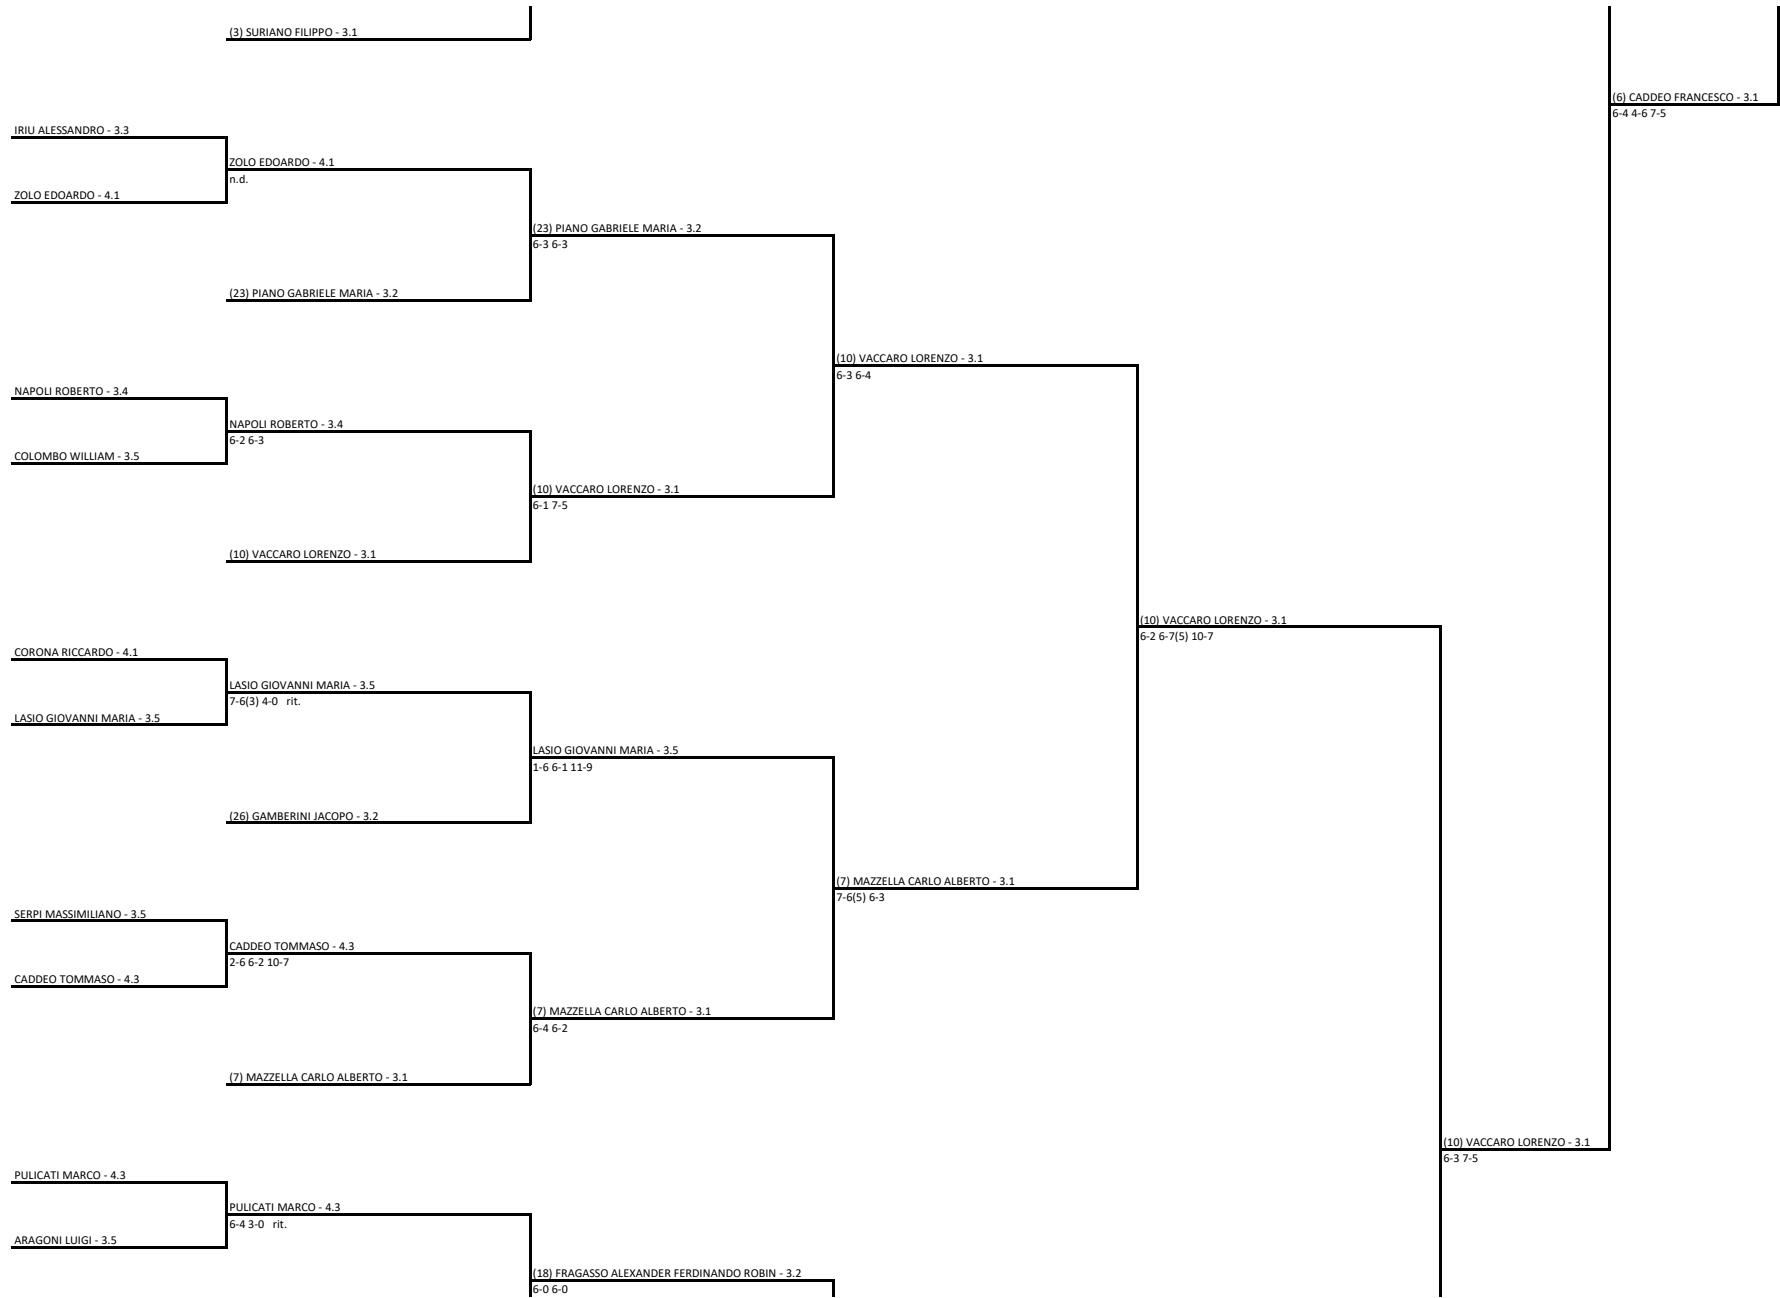 (3) SURIANO FILIPPO - 3.1
(6) CADDEO FRANCESCO - 3.1
6-4 4-6 7-5
IRIU ALESSANDRO - 3.3
ZOLO EDOARDO - 4.1
n.d.
ZOLO EDOARDO - 4.1
(23) PIANO GABRIELE MARIA - 3.2
6-3 6-3
(23) PIANO GABRIELE MARIA - 3.2
(10) VACCARO LORENZO - 3.1
6-3 6-4
NAPOLI ROBERTO - 3.4
NAPOLI ROBERTO - 3.4
6-2 6-3
COLOMBO WILLIAM - 3.5
(10) VACCARO LORENZO - 3.1
6-1 7-5
(10) VACCARO LORENZO - 3.1
(10) VACCARO LORENZO - 3.1
6-2 6-7(5) 10-7
CORONA RICCARDO - 4.1
LASIO GIOVANNI MARIA - 3.5
7-6(3) 4-0 rit.
LASIO GIOVANNI MARIA - 3.5
LASIO GIOVANNI MARIA - 3.5
1-6 6-1 11-9
(26) GAMBERINI JACOPO - 3.2
(7) MAZZELLA CARLO ALBERTO - 3.1
7-6(5) 6-3
SERPI MASSIMILIANO - 3.5
CADDEO TOMMASO - 4.3
2-6 6-2 10-7
CADDEO TOMMASO - 4.3
(7) MAZZELLA CARLO ALBERTO - 3.1
6-4 6-2
(7) MAZZELLA CARLO ALBERTO - 3.1
(10) VACCARO LORENZO - 3.1
6-3 7-5
PULICATI MARCO - 4.3
PULICATI MARCO - 4.3
6-4 3-0 rit.
ARAGONI LUIGI - 3.5
(18) FRAGASSO ALEXANDER FERDINANDO ROBIN - 3.2
6-0 6-0